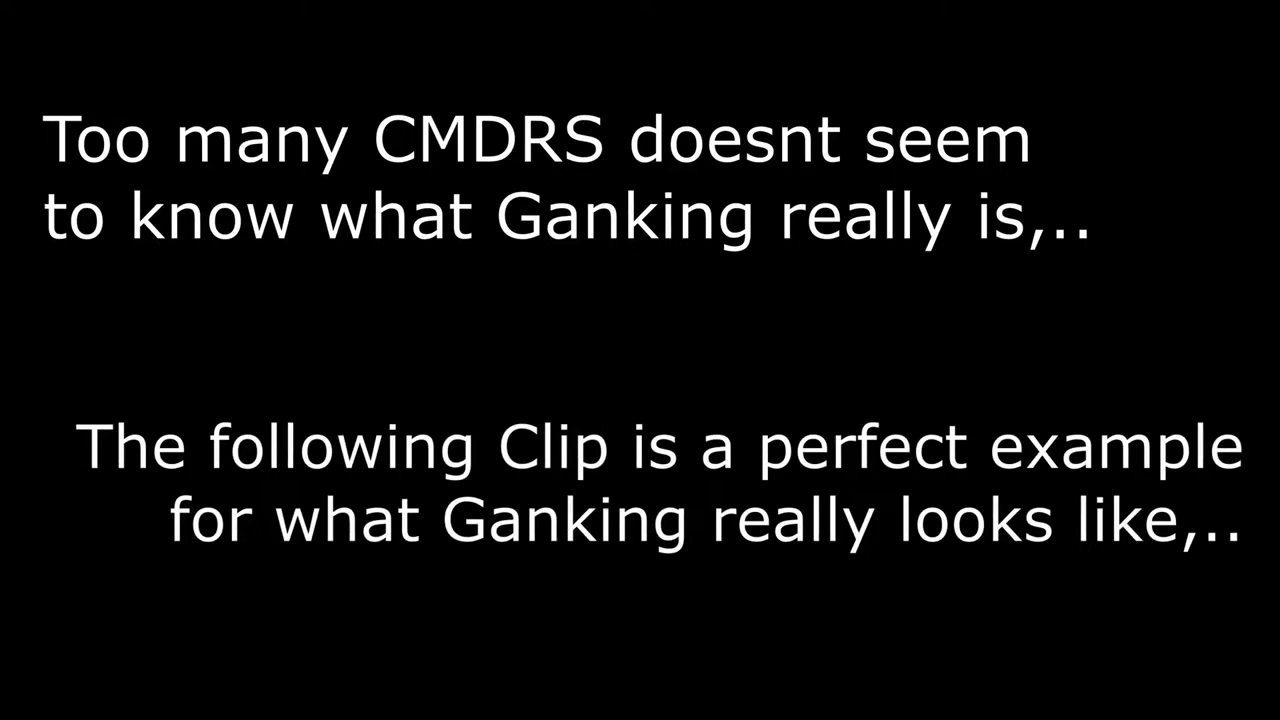 Too many CMDRS doesnt seem
to know what Ganking really is,..
The following Clip is a perfect example
for what Ganking really looks like,..